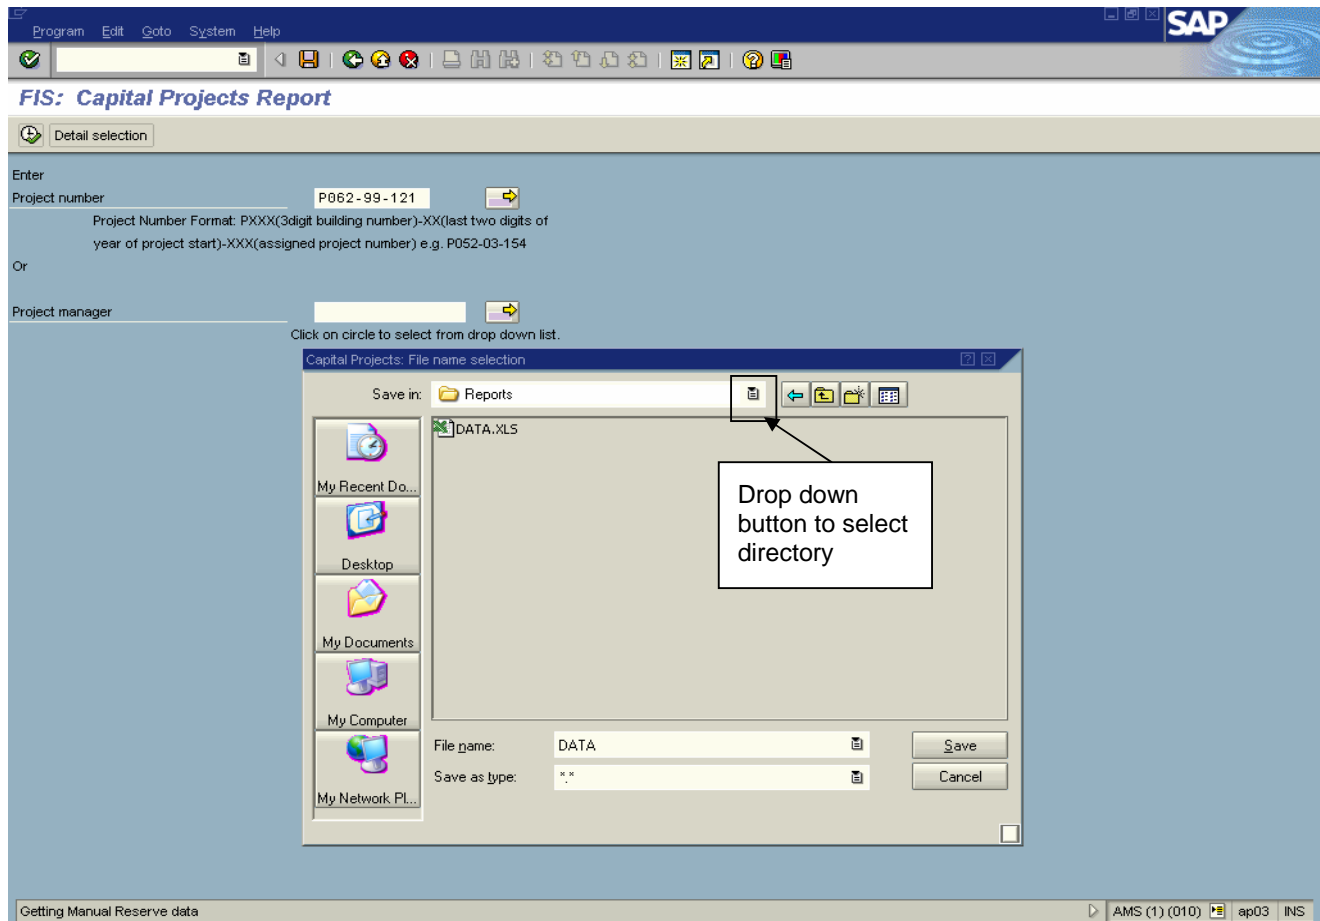 Program Edit Goto System Help
SAP
FIS: Capital Projects Report
Detail selection
Enter
Project number P062-99-121
Project Number Format: PXXX(3digit building number)-XX(last two digits of
year of project start)-XXX(assigned project number) e.g. P052-03-154
Or
Project manager
Click on circle to select from drop down list.
Capital Projects: File name selection
Save in: Reports
DATA.XLS
My Recent Do...
Desktop
My Documents
My Computer
My Network Pl...
Drop down
button to select
directory
File name: DATA
Save
Save as type: *.*
Cancel
Getting Manual Reserve data
AMS (1) (010) ap03 INS